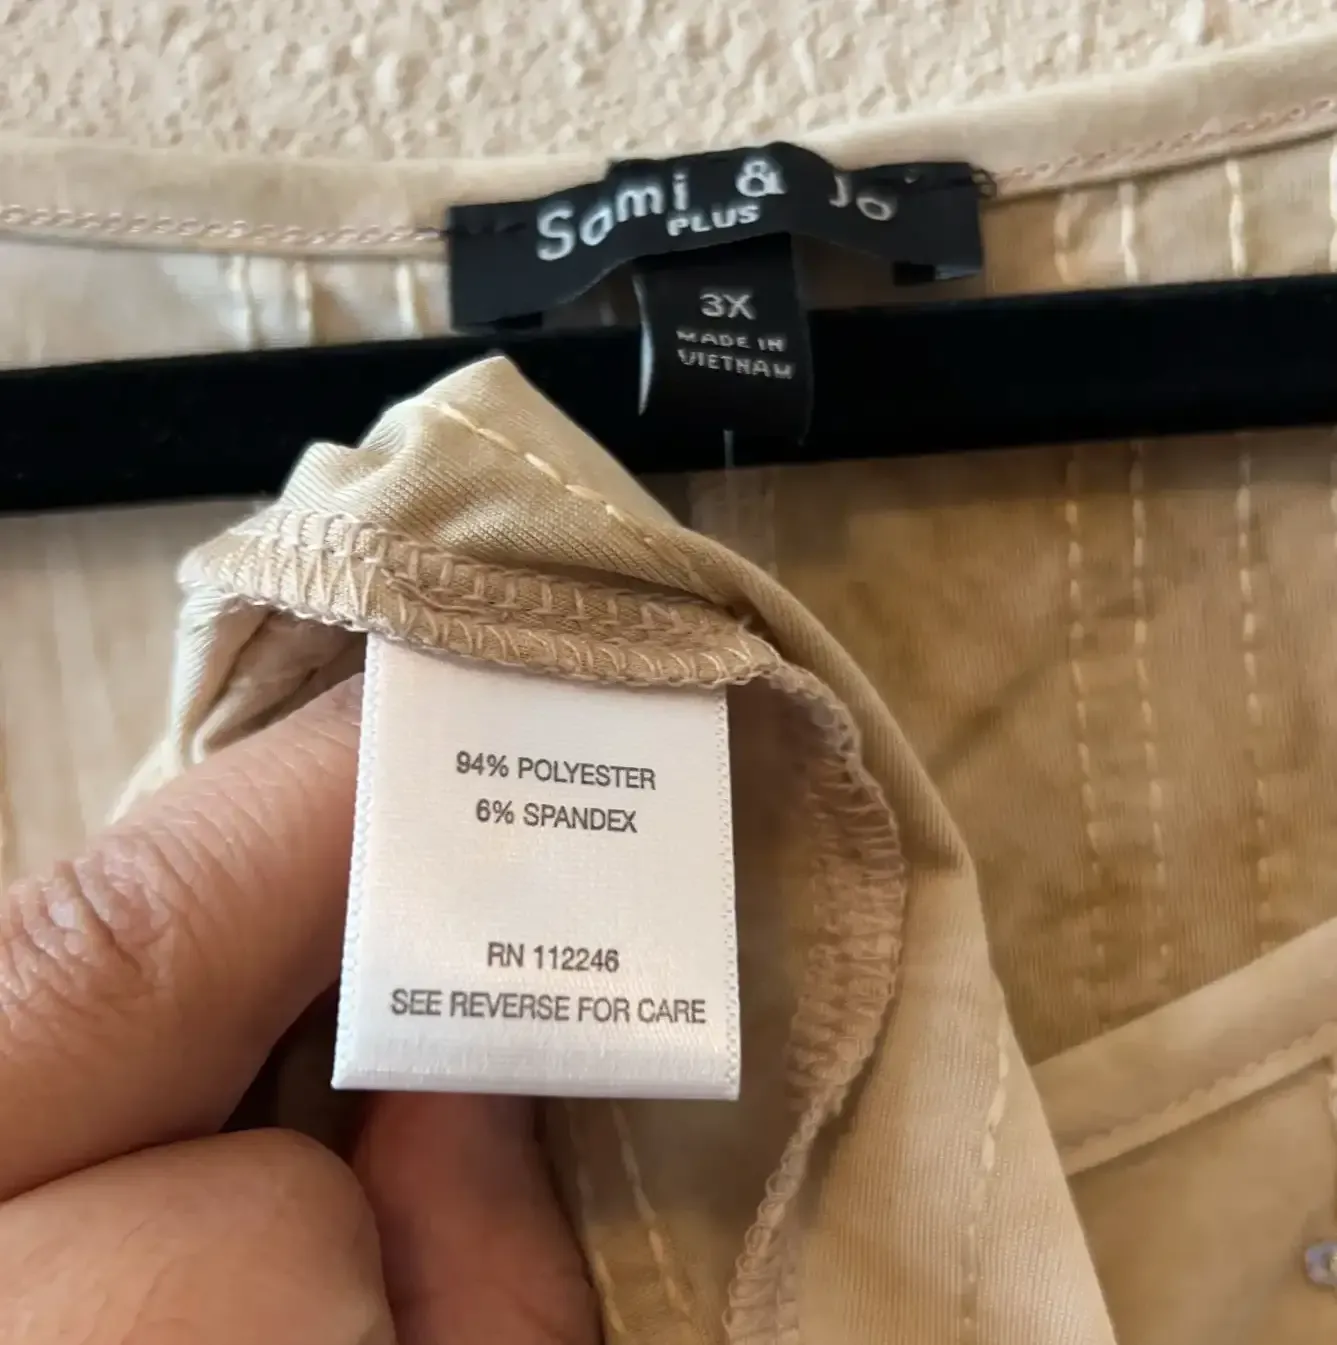 Sami & Jo
PLUS
3X
MADE IN
VIETNAM
94% POLYESTER
6% SPANDEX
RN 112246
SEE REVERSE FOR CARE